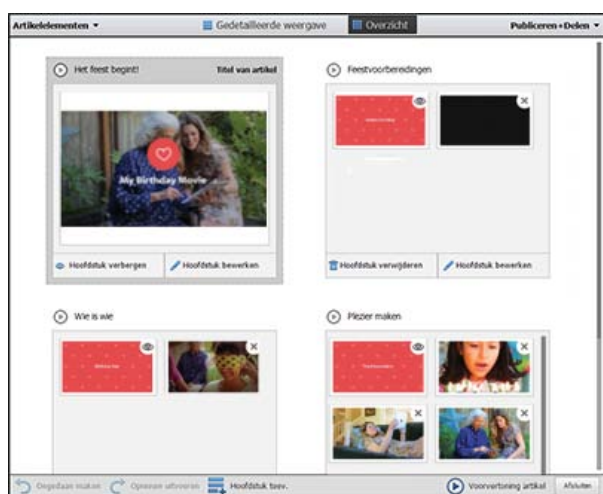 Artikelelementen
Gedetailleerde weergave
Overzicht
Publiceren+Delen
Het feest begint!
Titel van artikel
My Birthday Movie
Hoofdstuk verbergen
Hoofdstuk bewerken
Feestvoorbereidingen
Hoofdstuk verwijderen
Hoofdstuk bewerken
Wie is wie
Plezier maken
Ongedaan maken
Opnieuw uitvoeren
Hoofdstuk toev.
Voorvertoning artikel
Afsluiten